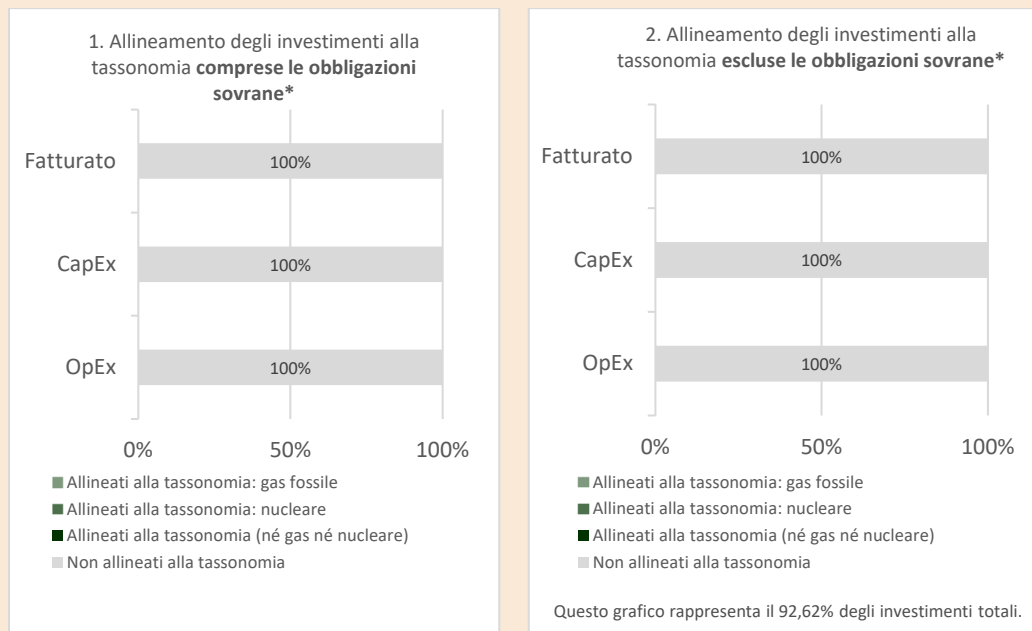 1. Allineamento degli investimenti alla
tassonomia comprese le obbligazioni
sovrane*
Fatturato
100%
CapEx
100%
OpEx
100%
0%
50%
100%
Allineati alla tassonomia: gas fossile
Allineati alla tassonomia: nucleare
Allineati alla tassonomia (né gas né nucleare)
Non allineati alla tassonomia
2. Allineamento degli investimenti alla
tassonomia escluse le obbligazioni sovrane*
Fatturato
100%
CapEx
100%
OpEx
100%
0%
50%
100%
Allineati alla tassonomia: gas fossile
Allineati alla tassonomia: nucleare
Allineati alla tassonomia (né gas né nucleare)
Non allineati alla tassonomia
Questo grafico rappresenta il 92,62% degli investimenti totali.